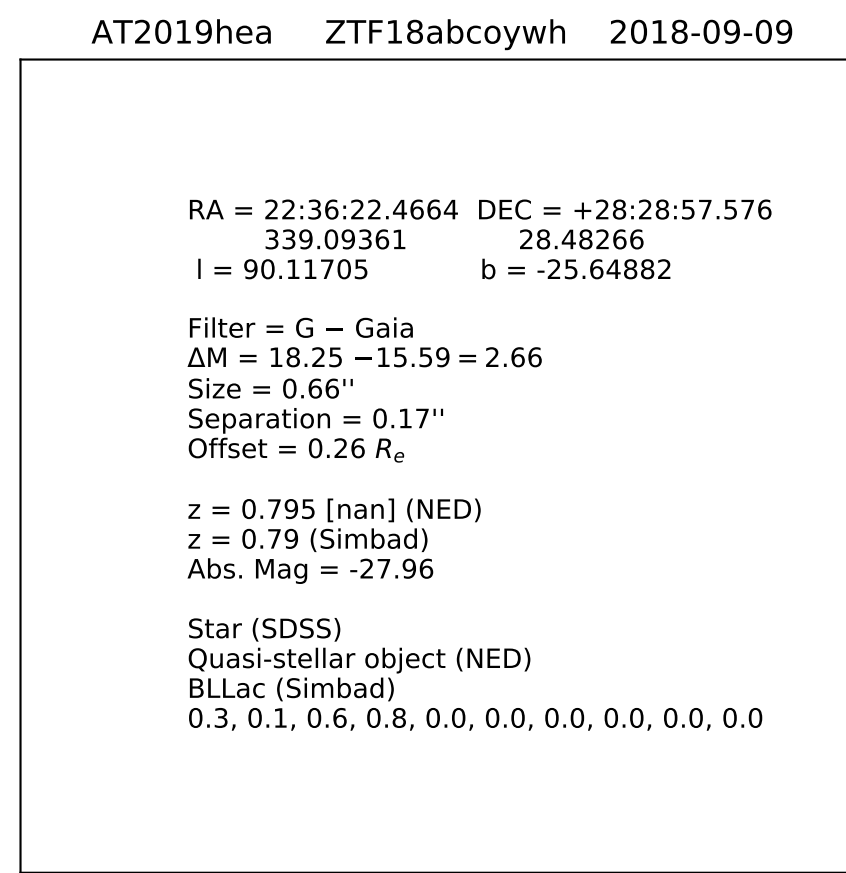 AT2019hea ZTF18abcoywh 2018-09-09
RA = 22:36:22.4664 DEC = +28:28:57.576
339.09361 28.48266
l = 90.11705 b = -25.64882
Filter = G − Gaia
ΔM = 18.25 −15.59 = 2.66
Size = 0.66''
Separation = 0.17''
Offset = 0.26 Re
z = 0.795 [nan] (NED)
z = 0.79 (Simbad)
Abs. Mag = -27.96
Star (SDSS)
Quasi-stellar object (NED)
BLLac (Simbad)
0.3, 0.1, 0.6, 0.8, 0.0, 0.0, 0.0, 0.0, 0.0, 0.0